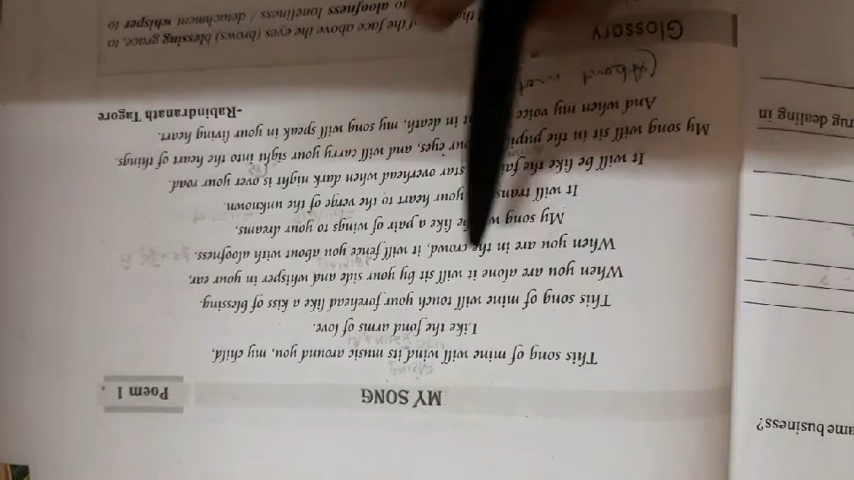 ame business?
Poem 1
MY SONG
This song of mine will wind its music around you, my child,
Like the fond arms of love.
This song of mine will touch your forehead like a kiss of blessing.
When you are alone it will sit by your side and whisper in your ear,
When you are in the crowd, it will fence you about with aloofness.
My song like a pair of wings to your dreams,
It will your heart to the verge of the unknown.
It will be like the star overhead when dark night is over your road.
My song will sit in the eyes, and will carry your sight into the heart of things.
And when my voice in death, my song will speak in your living heart.
-Rabindranath Tagore
rug dealing in
Glossary
of the face above the eyes (brows) blessing grace, to
to aloofness loneliness / detachment / whisper to